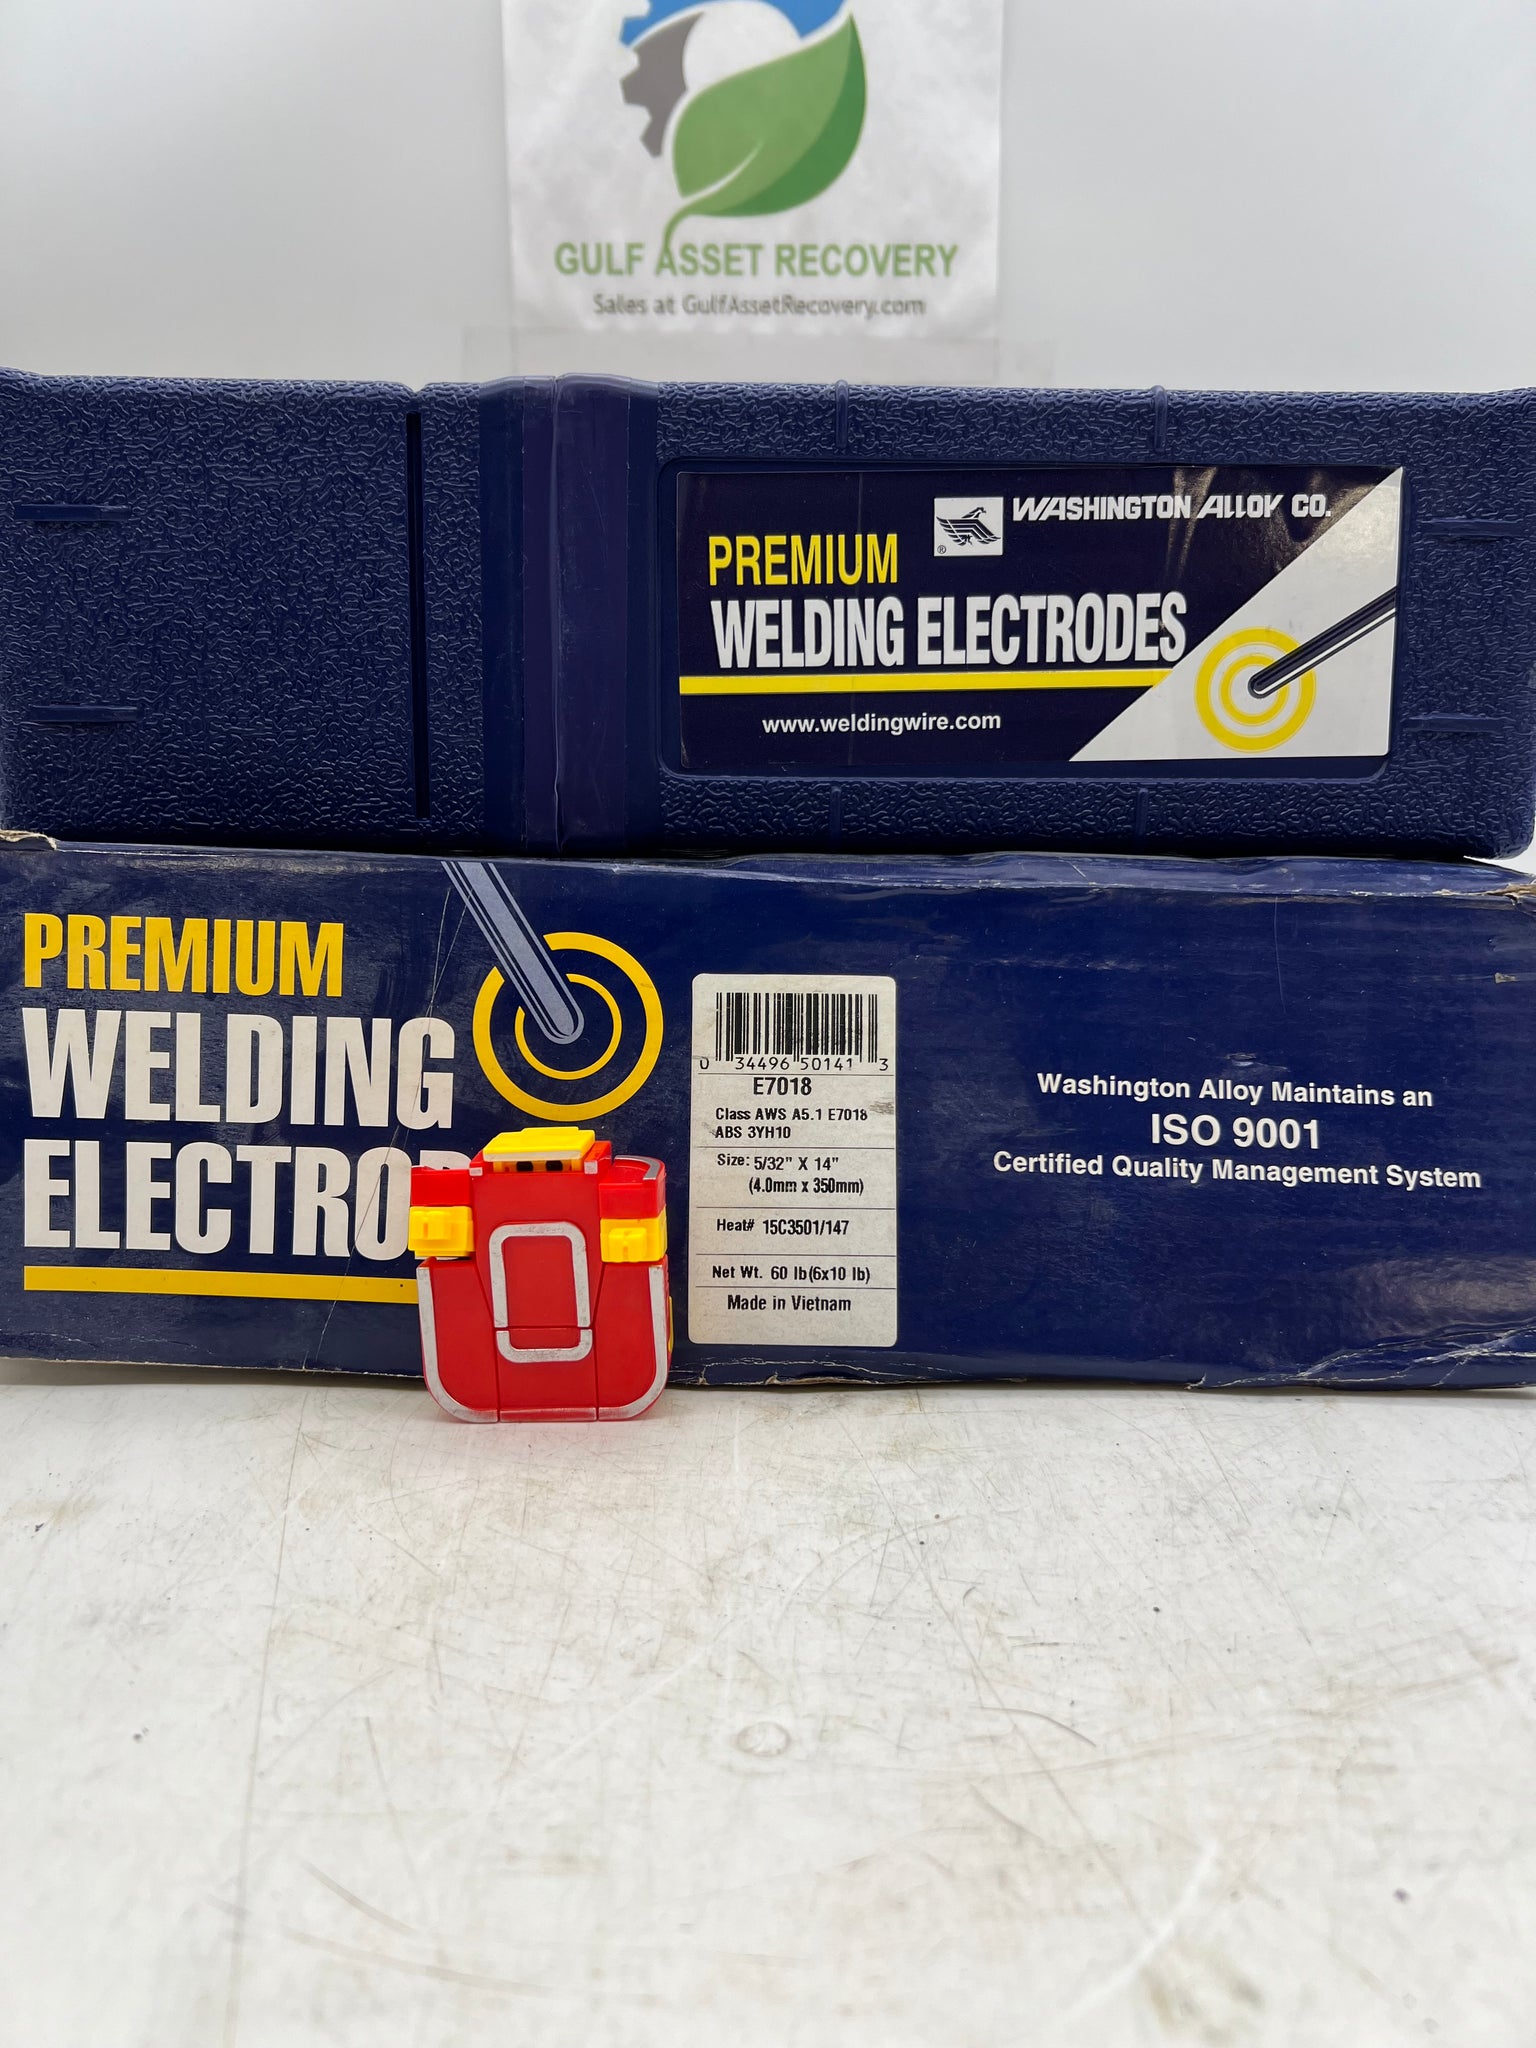 GULF ASSET RECOVERY
Sales at GulfAssetRecovery.com
WASHINGTON ALLOY CO.
®
PREMIUM
WELDING ELECTRODES
www.weldingwire.com
PREMIUM
WELDING
ELECTROD
0 34496 50141 3
E7018
Class AWS A5.1 E7018
ABS 3YH10
Size: 5/32" X 14"
(4.0mm x 350mm)
Heat# 15C3501/147
Net Wt. 60 lb(6x10 lb)
Made in Vietnam
Washington Alloy Maintains an
ISO 9001
Certified Quality Management System